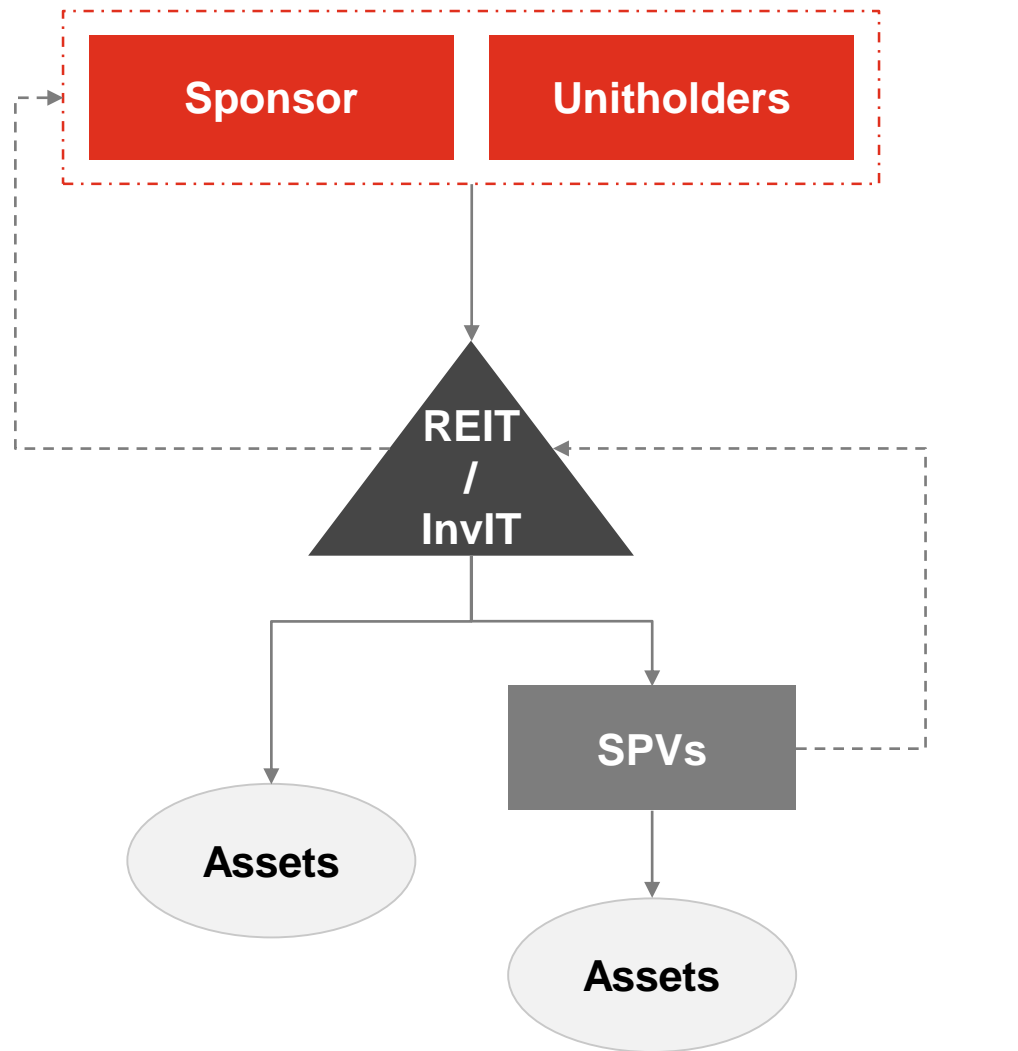 Sponsor
Unitholders
REIT
/
InvIT
SPVs
Assets
Assets